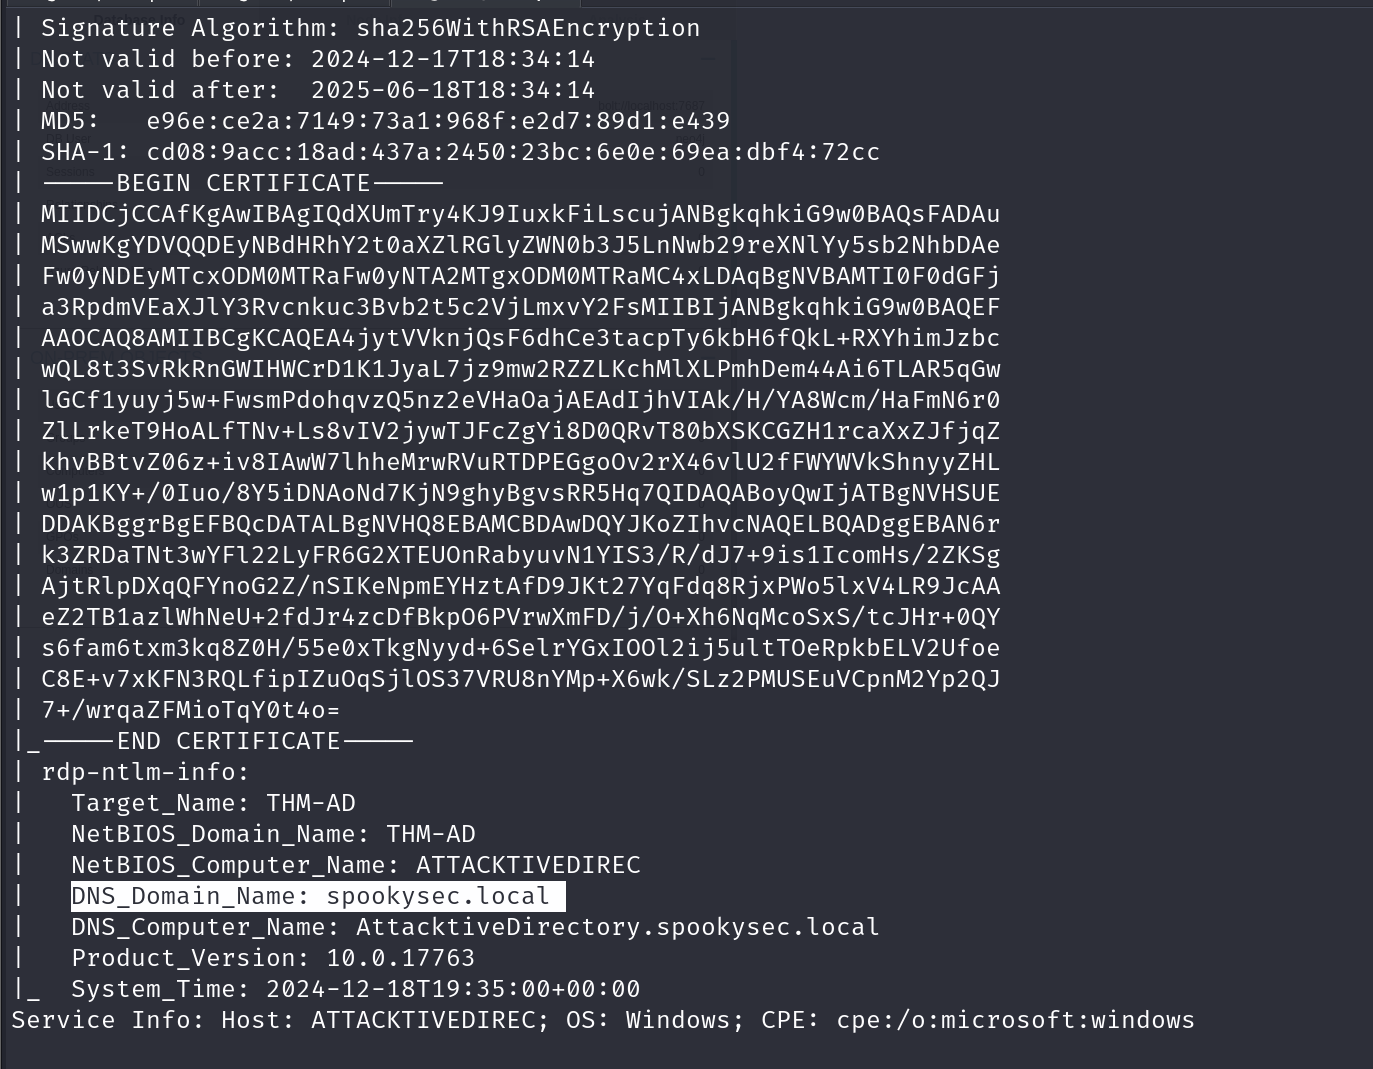 | Signature Algorithm: sha256WithRSAEncryption
| Not valid before: 2024-12-17T18:34:14
| Not valid after:  2025-06-18T18:34:14
| MD5:   e96e:ce2a:7149:73a1:968f:e2d7:89d1:e439
| SHA-1: cd08:9acc:18ad:437a:2450:23bc:6e0e:69ea:dbf4:72cc
| -----BEGIN CERTIFICATE-----
| MIIDCjCCAfKgAwIBAgIQdXUmTry4KJ9IuxkFiLscujANBgkqhkiG9w0BAQsFADAu
| MSwwKgYDVQQDEyNBdHRhY2t0aXZlRGlyZWN0b3J5LnNwb29reXNlYy5sb2NhbDAe
| Fw0yNDEyMTcxODM0MTRaFw0yNTA2MTgxODM0MTRaMC4xLDAqBgNVBAMTI0F0dGFj
| a3RpdmVEaXJlY3Rvcnkuc3Bvb2t5c2VjLmxvY2FsMIIBIjANBgkqhkiG9w0BAQEF
| AAOCAQ8AMIIBCgKCAQEA4jytVVknjQsF6dhCe3tacpTy6kbH6fQkL+RXYhimJzbc
| wQL8t3SvRkRnGWIHWCrD1K1JyaL7jz9mw2RZZLKchMlXLPmhDem44Ai6TLAR5qGw
| lGCf1yuyj5w+FwsmPdohqvzQ5nz2eVHaOajAEAdIjhVIAk/H/YA8Wcm/HaFmN6r0
| ZlLrkeT9HoALfTNv+Ls8vIV2jywTJFcZgYi8D0QRvT80bXSKCGZH1rcaXxZJfjqZ
| khvBBtvZ06z+iv8IAwW7lhheMrwRVuRTDPEGgoOv2rX46vlU2fFWYWVkShnyyZHL
| w1p1KY+/0Iuo/8Y5iDNAoNd7KjN9ghyBgvsRR5Hq7QIDAQABoyQwIjATBgNVHSUE
| DDAKBggrBgEFBQcDATALBgNVHQ8EBAMCBDAwDQYJKoZIhvcNAQELBQADggEBAN6r
| k3ZRDaTNt3wYFl22LyFR6G2XTEUOnRabyuvN1YIS3/R/dJ7+9is1IcomHs/2ZKSg
| AjtRlpDXqQFYnoG2Z/nSIKeNpmEYHztAfD9JKt27YqFdq8RjxPWo5lxV4LR9JcAA
| eZ2TB1azlWhNeU+2fdJr4zcDfBkpO6PVrwXmFD/j/O+Xh6NqMcoSxS/tcJHr+0QY
| s6fam6txm3kq8Z0H/55e0xTkgNyyd+6SelrYGxIOOl2ij5ultTOeRpkbELV2Ufoe
| C8E+v7xKFN3RQLfipIZuOqSjlOS37VRU8nYMp+X6wk/SLz2PMUSEuVCpnM2Yp2QJ
| 7+/wrqaZFMioTqY0t4o=
|_-----END CERTIFICATE-----
| rdp-ntlm-info:
|   Target_Name: THM-AD
|   NetBIOS_Domain_Name: THM-AD
|   NetBIOS_Computer_Name: ATTACKTIVEDIREC
|   DNS_Domain_Name: spookysec.local
|   DNS_Computer_Name: AttacktiveDirectory.spookysec.local
|   Product_Version: 10.0.17763
|_  System_Time: 2024-12-18T19:35:00+00:00
Service Info: Host: ATTACKTIVEDIREC; OS: Windows; CPE: cpe:/o:microsoft:windows